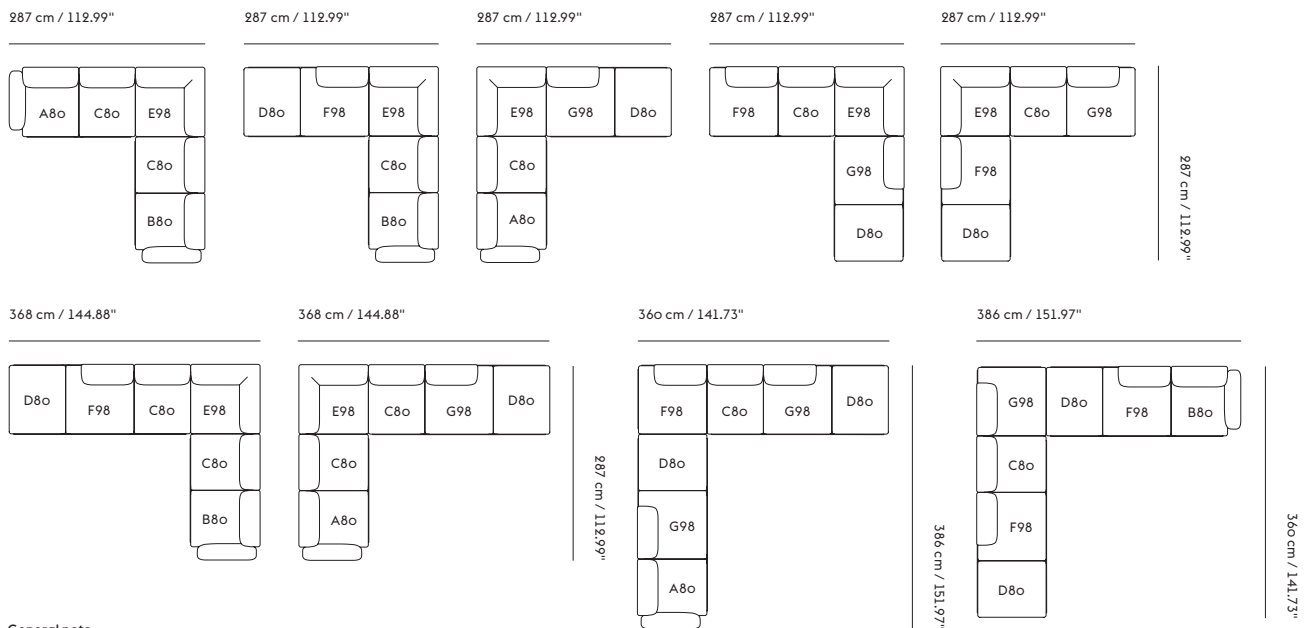 287 cm / 112.99" 287 cm / 112.99" 287 cm / 112.99" 287 cm / 112.99" 287 cm / 112.99"
A80 C80 E98 D80 F98 E98 E98 G98 D80 F98 C80 E98 E98 C80 G98
C80 C80 C80 G98 F98
B80 B80 A80 D80 D80
287 cm / 112.99"
368 cm / 144.88" 368 cm / 144.88" 360 cm / 141.73" 386 cm / 151.97"
D80 F98 C80 E98 E98 C80 G98 D80 F98 C80 G98 D80 G98 D80 F98 B80
C80 C80 D80 C80
B80 A80 G98 F98
A80 D80
287 cm / 112.99"
386 cm / 151.97"
360 cm / 141.73"
General note